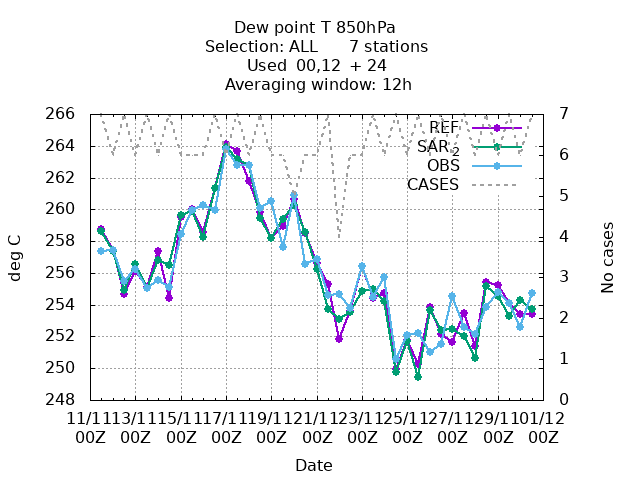 Dew point T 850hPa
Selection: ALL 7 stations
Used 00,12 + 24
Averaging window: 12h
266 7
264
262 6
260 5
258 4
256 3
254 2
252
250 1
248 0
deg C
No cases
REF
SAR 2
OBS
CASES
11/11 13/11 15/11 17/11 19/11 21/11 23/11 25/11 27/11 29/11 01/12
00Z 00Z 00Z 00Z 00Z 00Z 00Z 00Z 00Z 00Z 00Z
Date